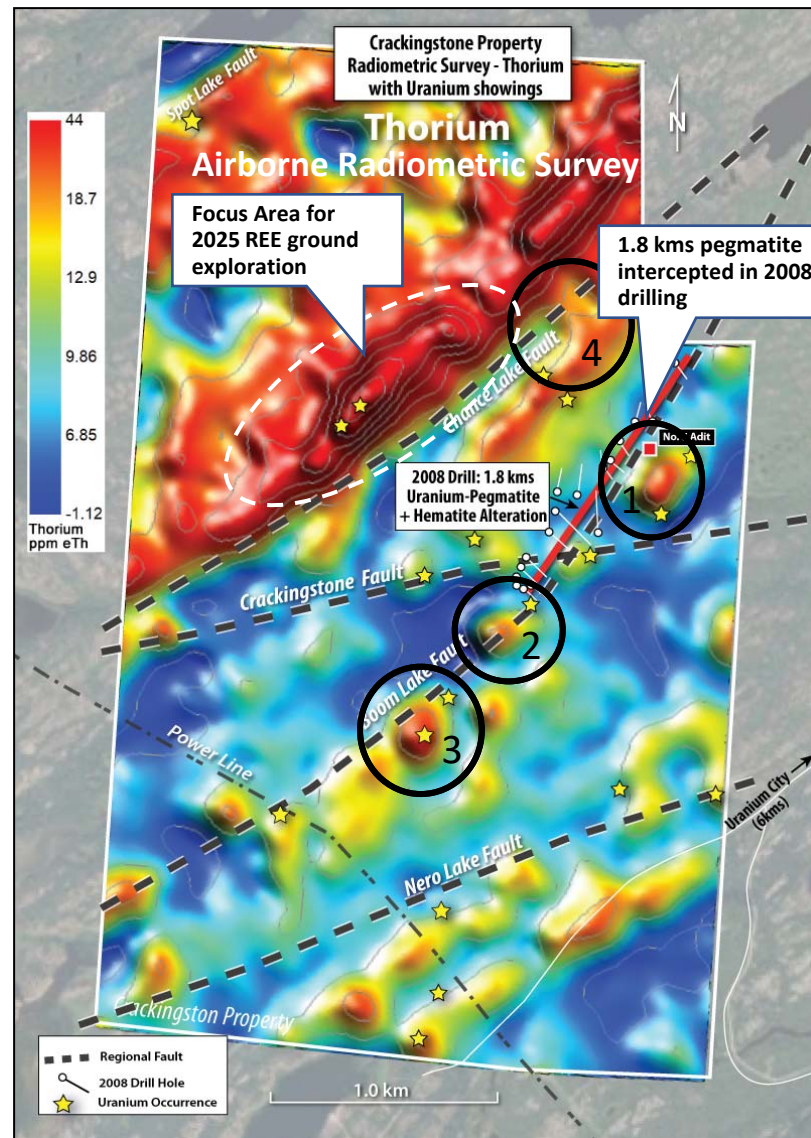 Crackingstone Property
Radiometric Survey - Thorium
with Uranium showings
Thorium
Airborne Radiometric Survey
Spot Lake Fault
N
44
18.7
12.9
9.86
6.85
-1.12
Thorium
ppm eTh
Focus Area for
2025 REE ground
exploration
1.8 kms pegmatite
intercepted in 2008
drilling
4
Chance Lake Fault
Adit
1
2008 Drill: 1.8 kms
Uranium-Pegmatite
+ Hematite Alteration
Crackingstone Fault
2
Boom Lake Fault
3
Power Line
Uranium City
(6kms)
Nero Lake Fault
Crackingston Property
Regional Fault
2008 Drill Hole
Uranium Occurrence
1.0 km